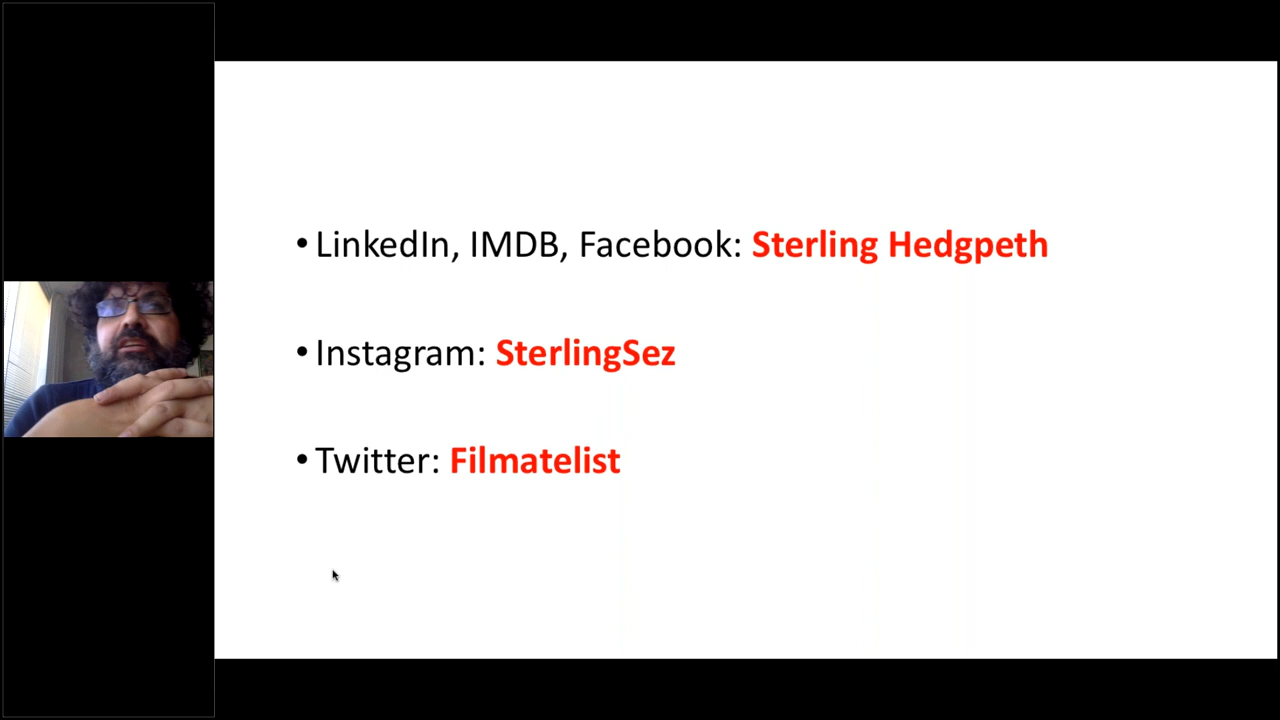 • LinkedIn, IMDB, Facebook: Sterling Hedgpeth
• Instagram: SterlingSez
• Twitter: Filmatelist